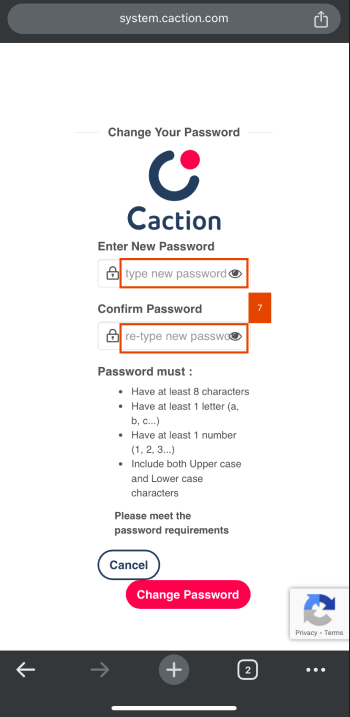 system.caction.com
Change Your Password
Caction
Enter New Password
type new password
Confirm Password
7
re-type new passwo
Password must :
Have at least 8 characters
Have at least 1 letter (a,
b, c...)
Have at least 1 number
(1, 2, 3...)
Include both Upper case
and Lower case
characters
Please meet the
password requirements
Cancel
Change Password
Privacy - Terms
2